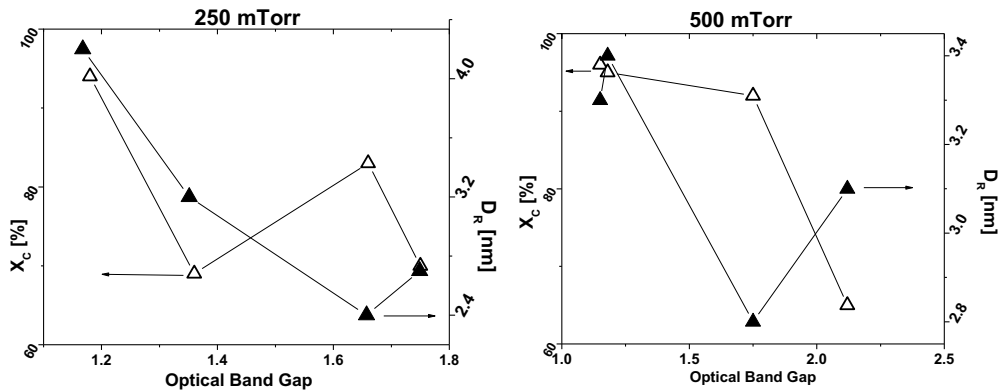 250 mTorr
100
80
60
X_C [%]
4.0
3.2
2.4
D_R [nm]
1.2 1.4 1.6 1.8
Optical Band Gap
500 mTorr
100
80
60
X_C [%]
3.4
3.2
3.0
2.8
D_R [nm]
1.0 1.5 2.0 2.5
Optical Band Gap